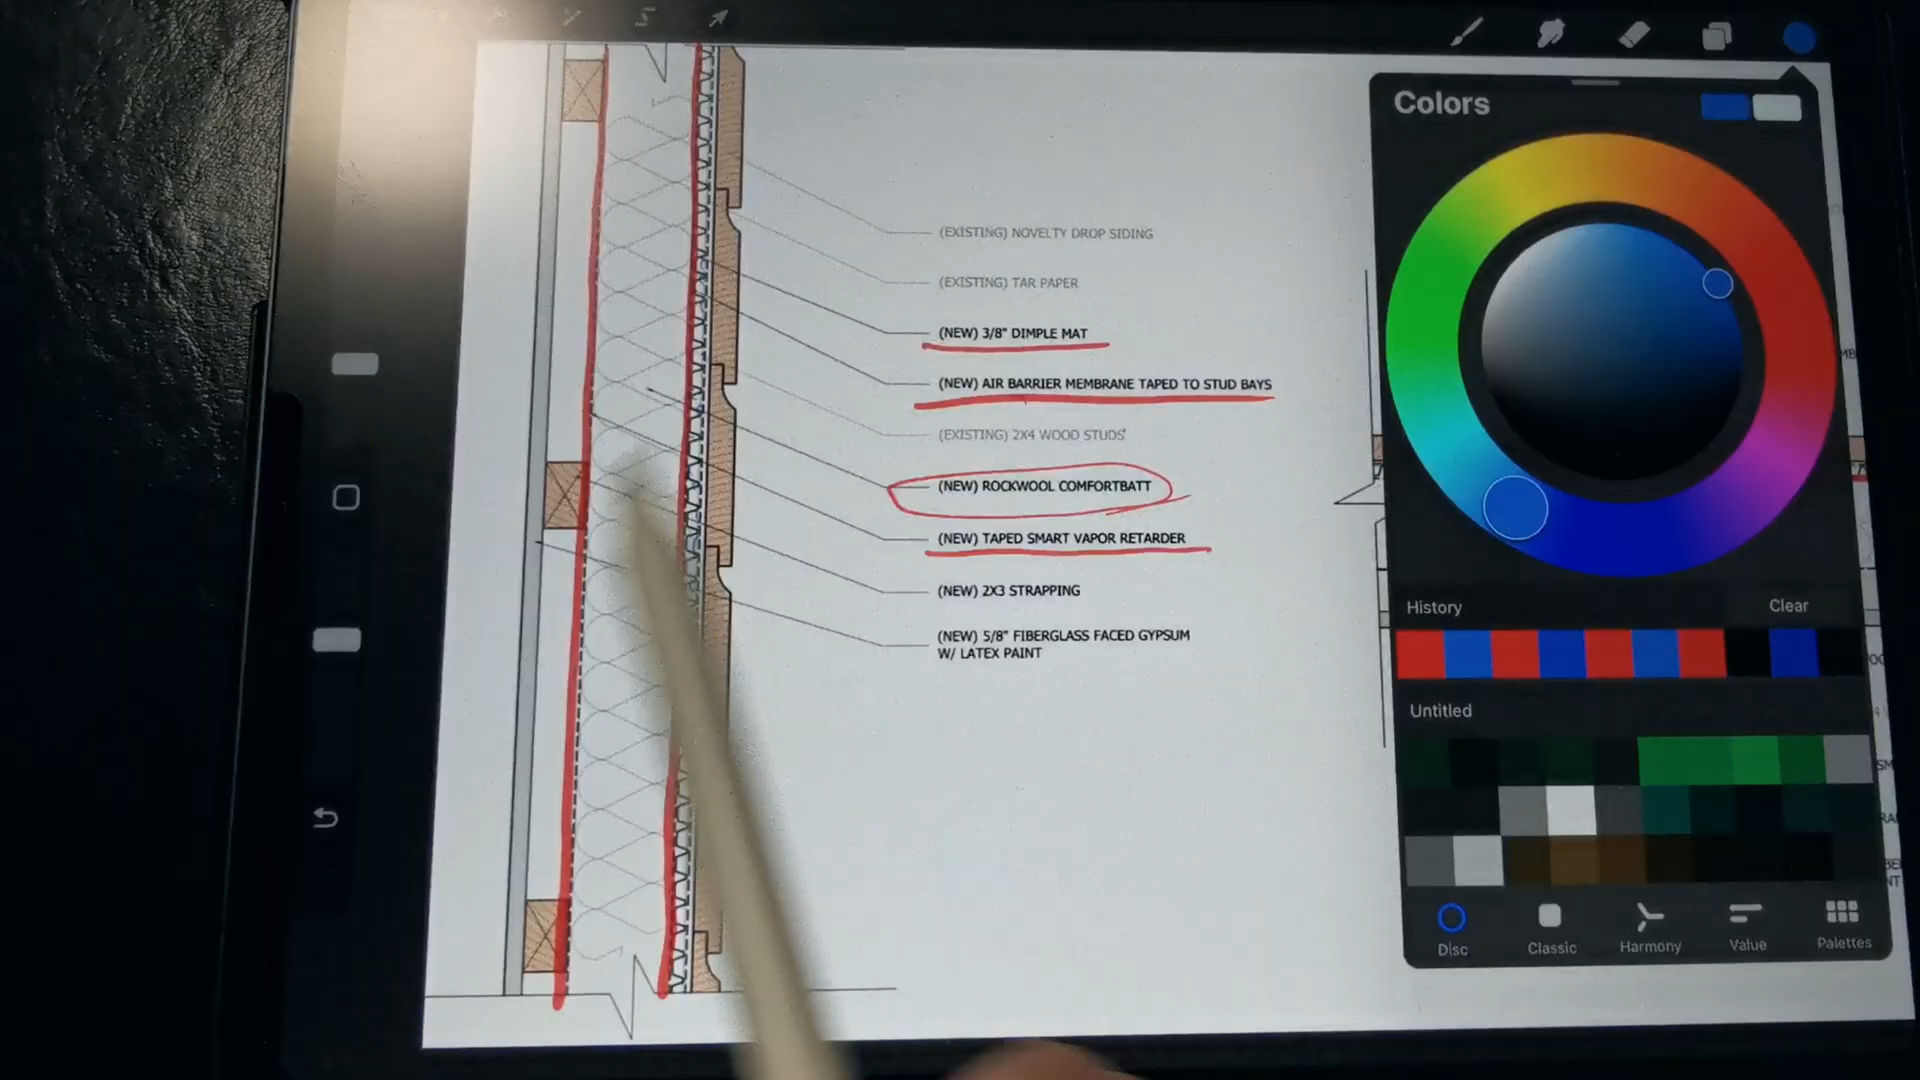 (EXISTING) NOVELTY DROP SIDING
(EXISTING) TAR PAPER
(NEW) 3/8" DIMPLE MAT
(NEW) AIR BARRIER MEMBRANE TAPED TO STUD BAYS
(EXISTING) 2X4 WOOD STUDS
(NEW) ROCKWOOL COMFORTBATT
(NEW) TAPED SMART VAPOR RETARDER
(NEW) 2X3 STRAPPING
(NEW) 5/8" FIBERGLASS FACED GYPSUM
W/ LATEX PAINT
Colors
History
Clear
Untitled
Disc
Classic
Harmony
Value
Palettes